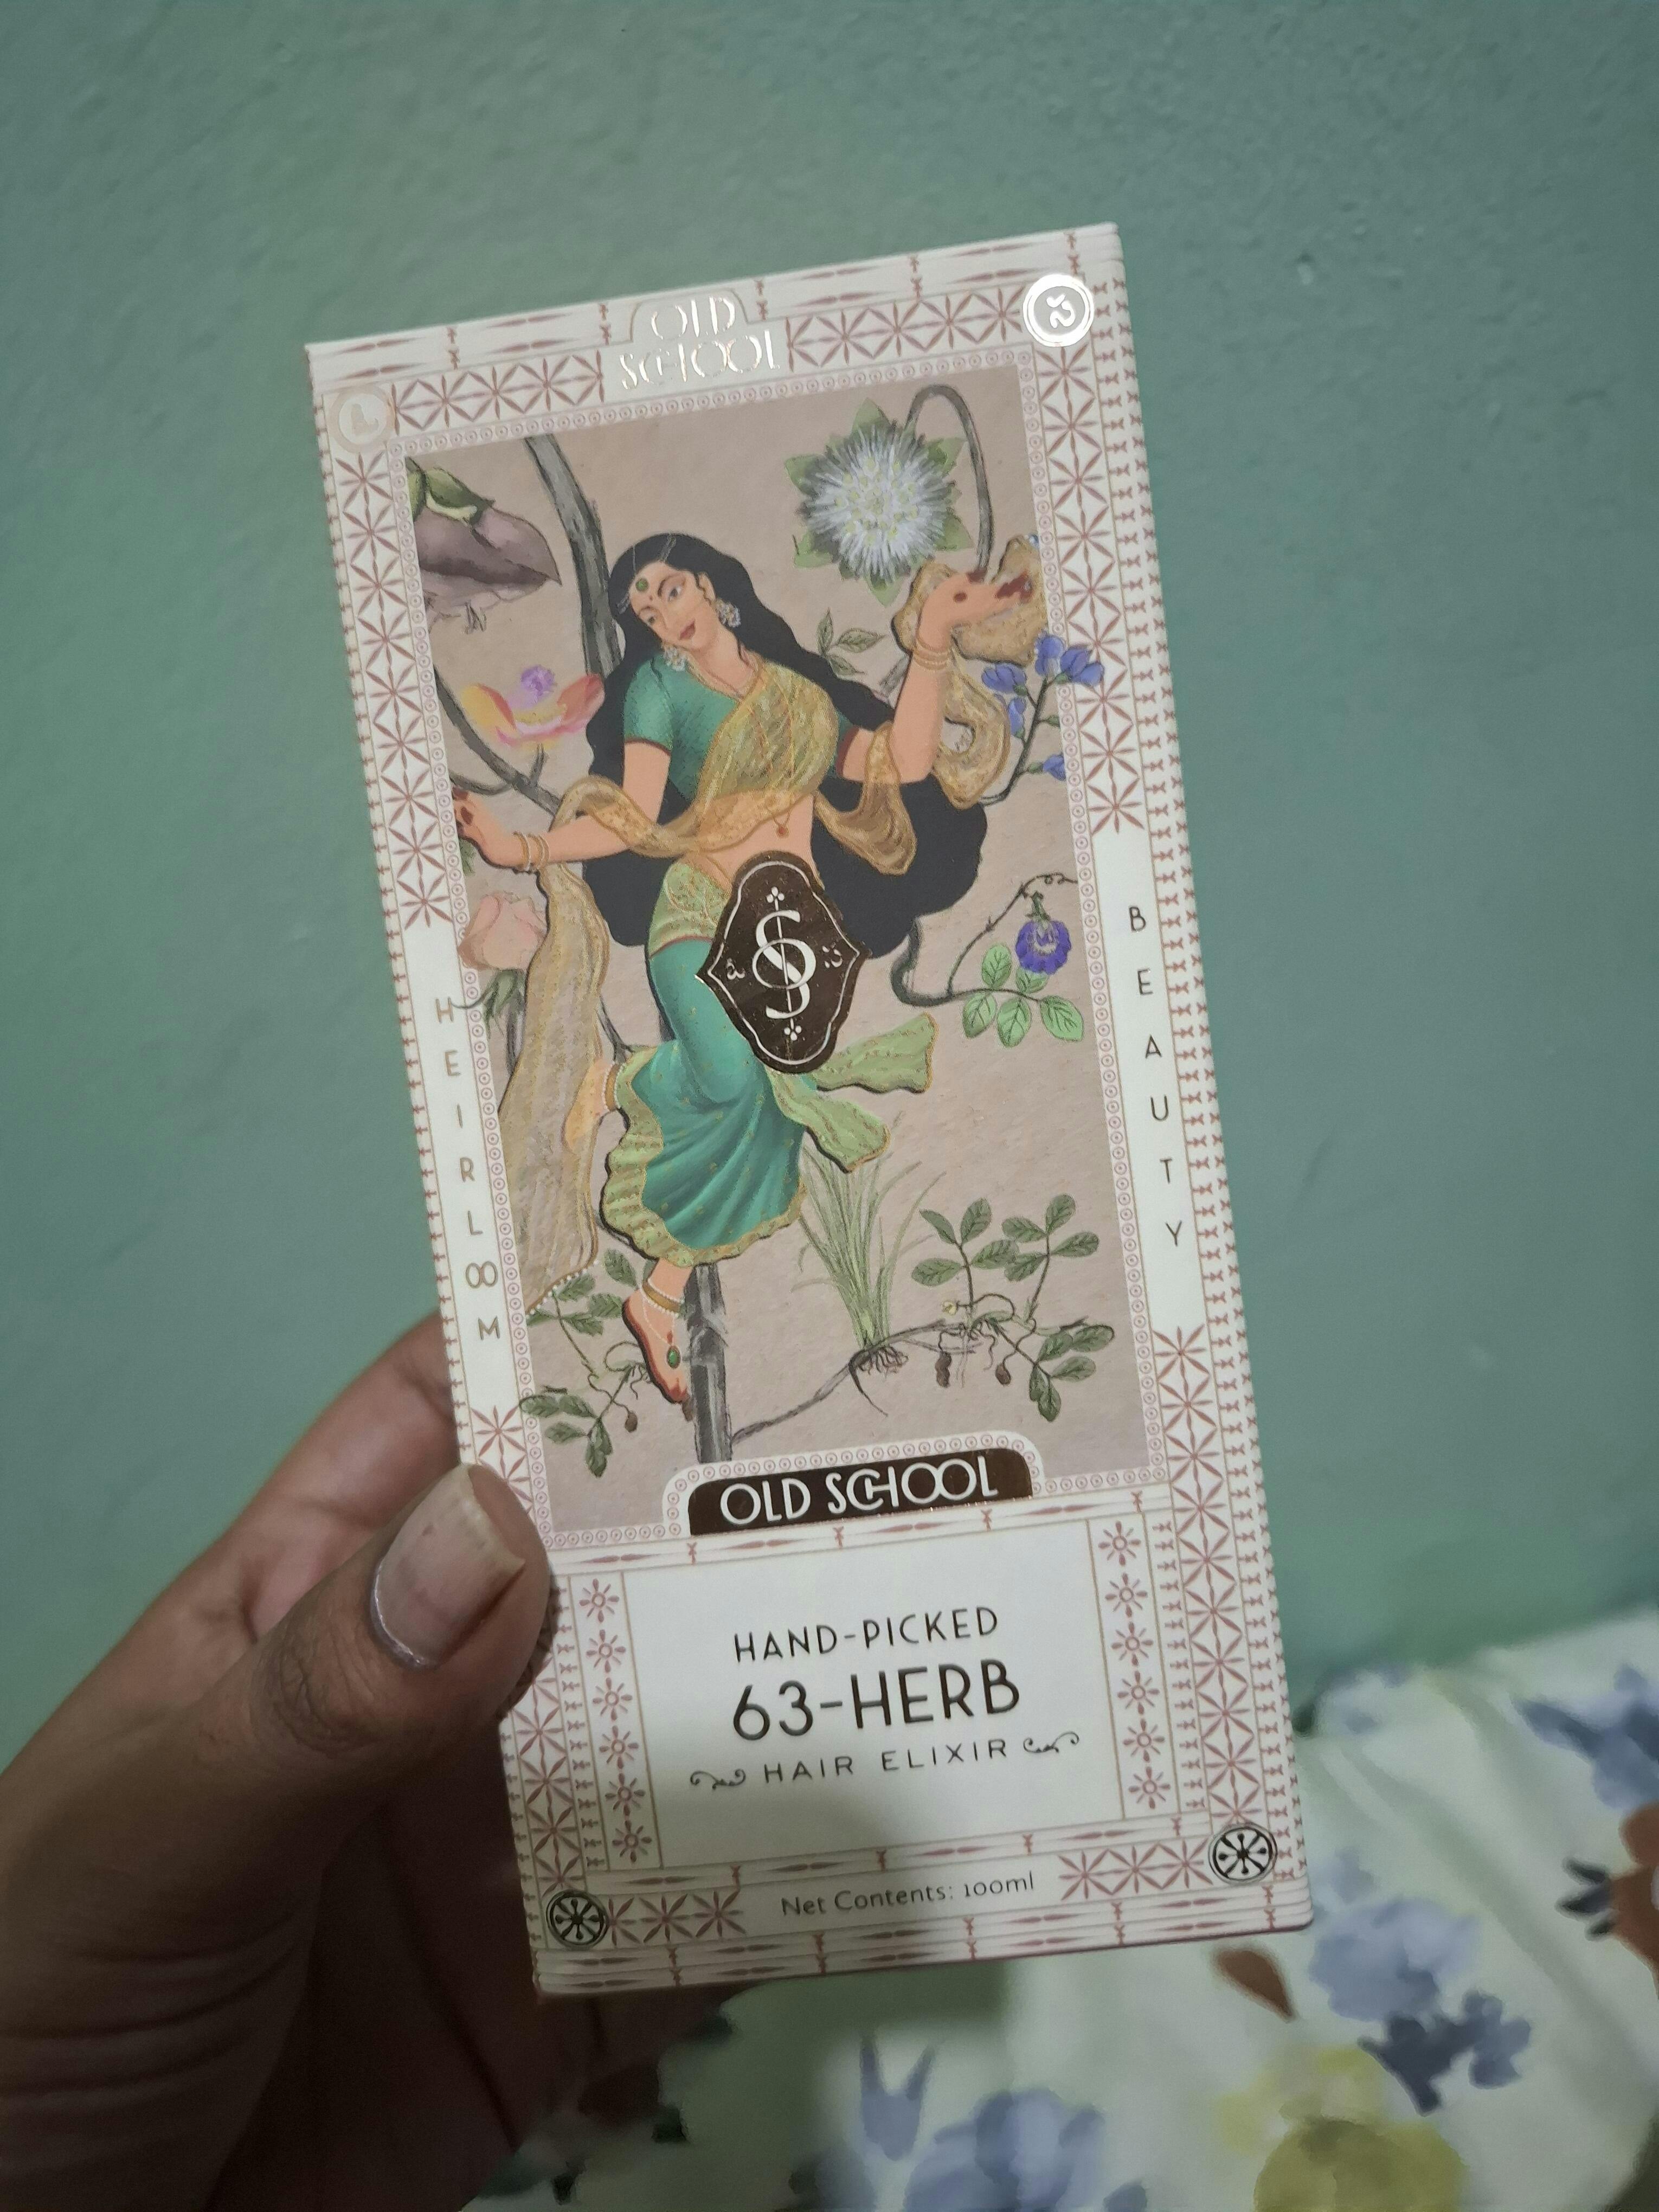 OLD
SCHOOL
HEIRLOOM
BEAUTY
OLD SCHOOL
HAND-PICKED
63-HERB
HAIR ELIXIR
Net Contents: 100ml